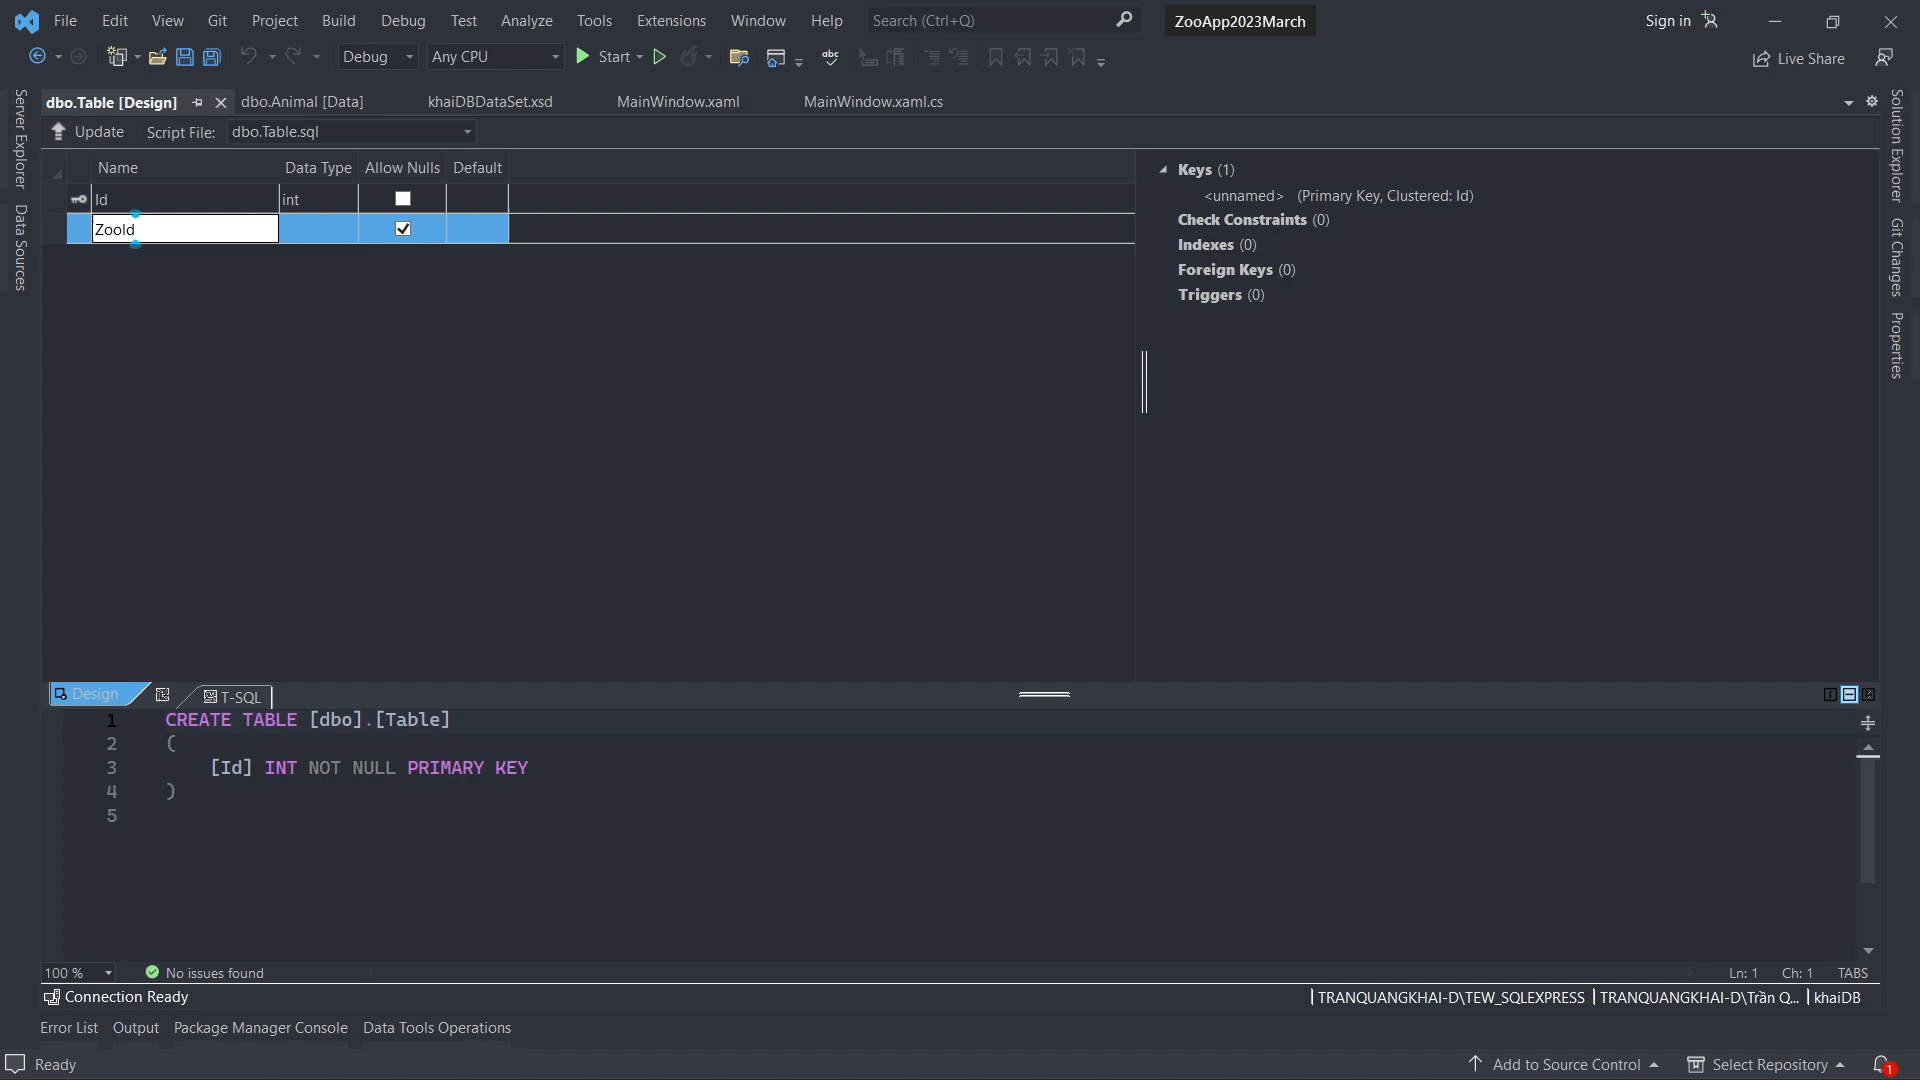 File Edit View Git Project Build Debug Test Analyze Tools Extensions Window Help Search (Ctrl+Q) ZooApp2023March Sign in
Debug Any CPU Start abc Live Share
dbo.Table [Design] dbo.Animal [Data] khaiDBDataSet.xsd MainWindow.xaml MainWindow.xaml.cs
Update Script File: dbo.Table.sql
Server Explorer
Data Sources
Name Data Type Allow Nulls Default
Id int
ZooId
Keys (1)
<unnamed> (Primary Key, Clustered: Id)
Check Constraints (0)
Indexes (0)
Foreign Keys (0)
Triggers (0)
Solution Explorer
Git Changes
Properties
Design T-SQL
1 CREATE TABLE [dbo].[Table]
2 (
3 [Id] INT NOT NULL PRIMARY KEY
4 )
5
100 % No issues found Ln: 1 Ch: 1 TABS
Connection Ready TRANQUANGKHAI-D\TEW_SQLEXPRESS TRANQUANGKHAI-D\Trần Q... khaiDB
Error List Output Package Manager Console Data Tools Operations
Ready Add to Source Control Select Repository 1